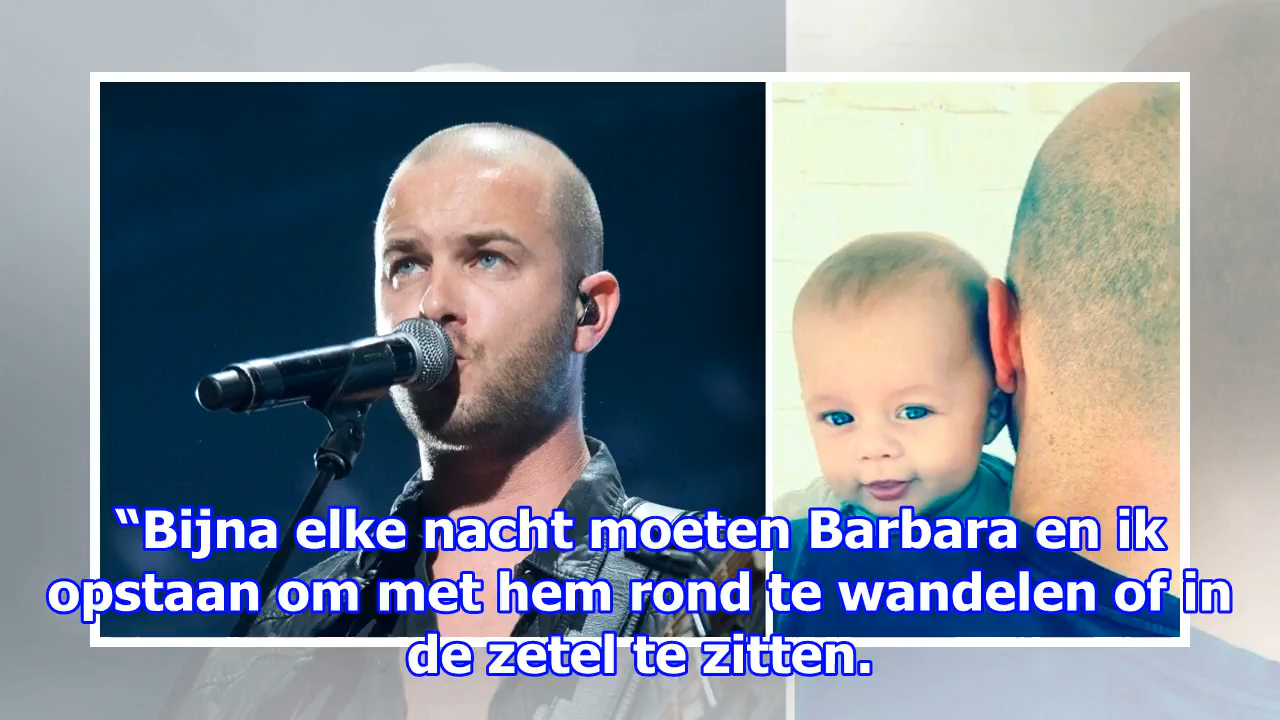 “Bijna elke nacht moeten Barbara en ik
opstaan om met hem rond te wandelen of in
de zetel te zitten.